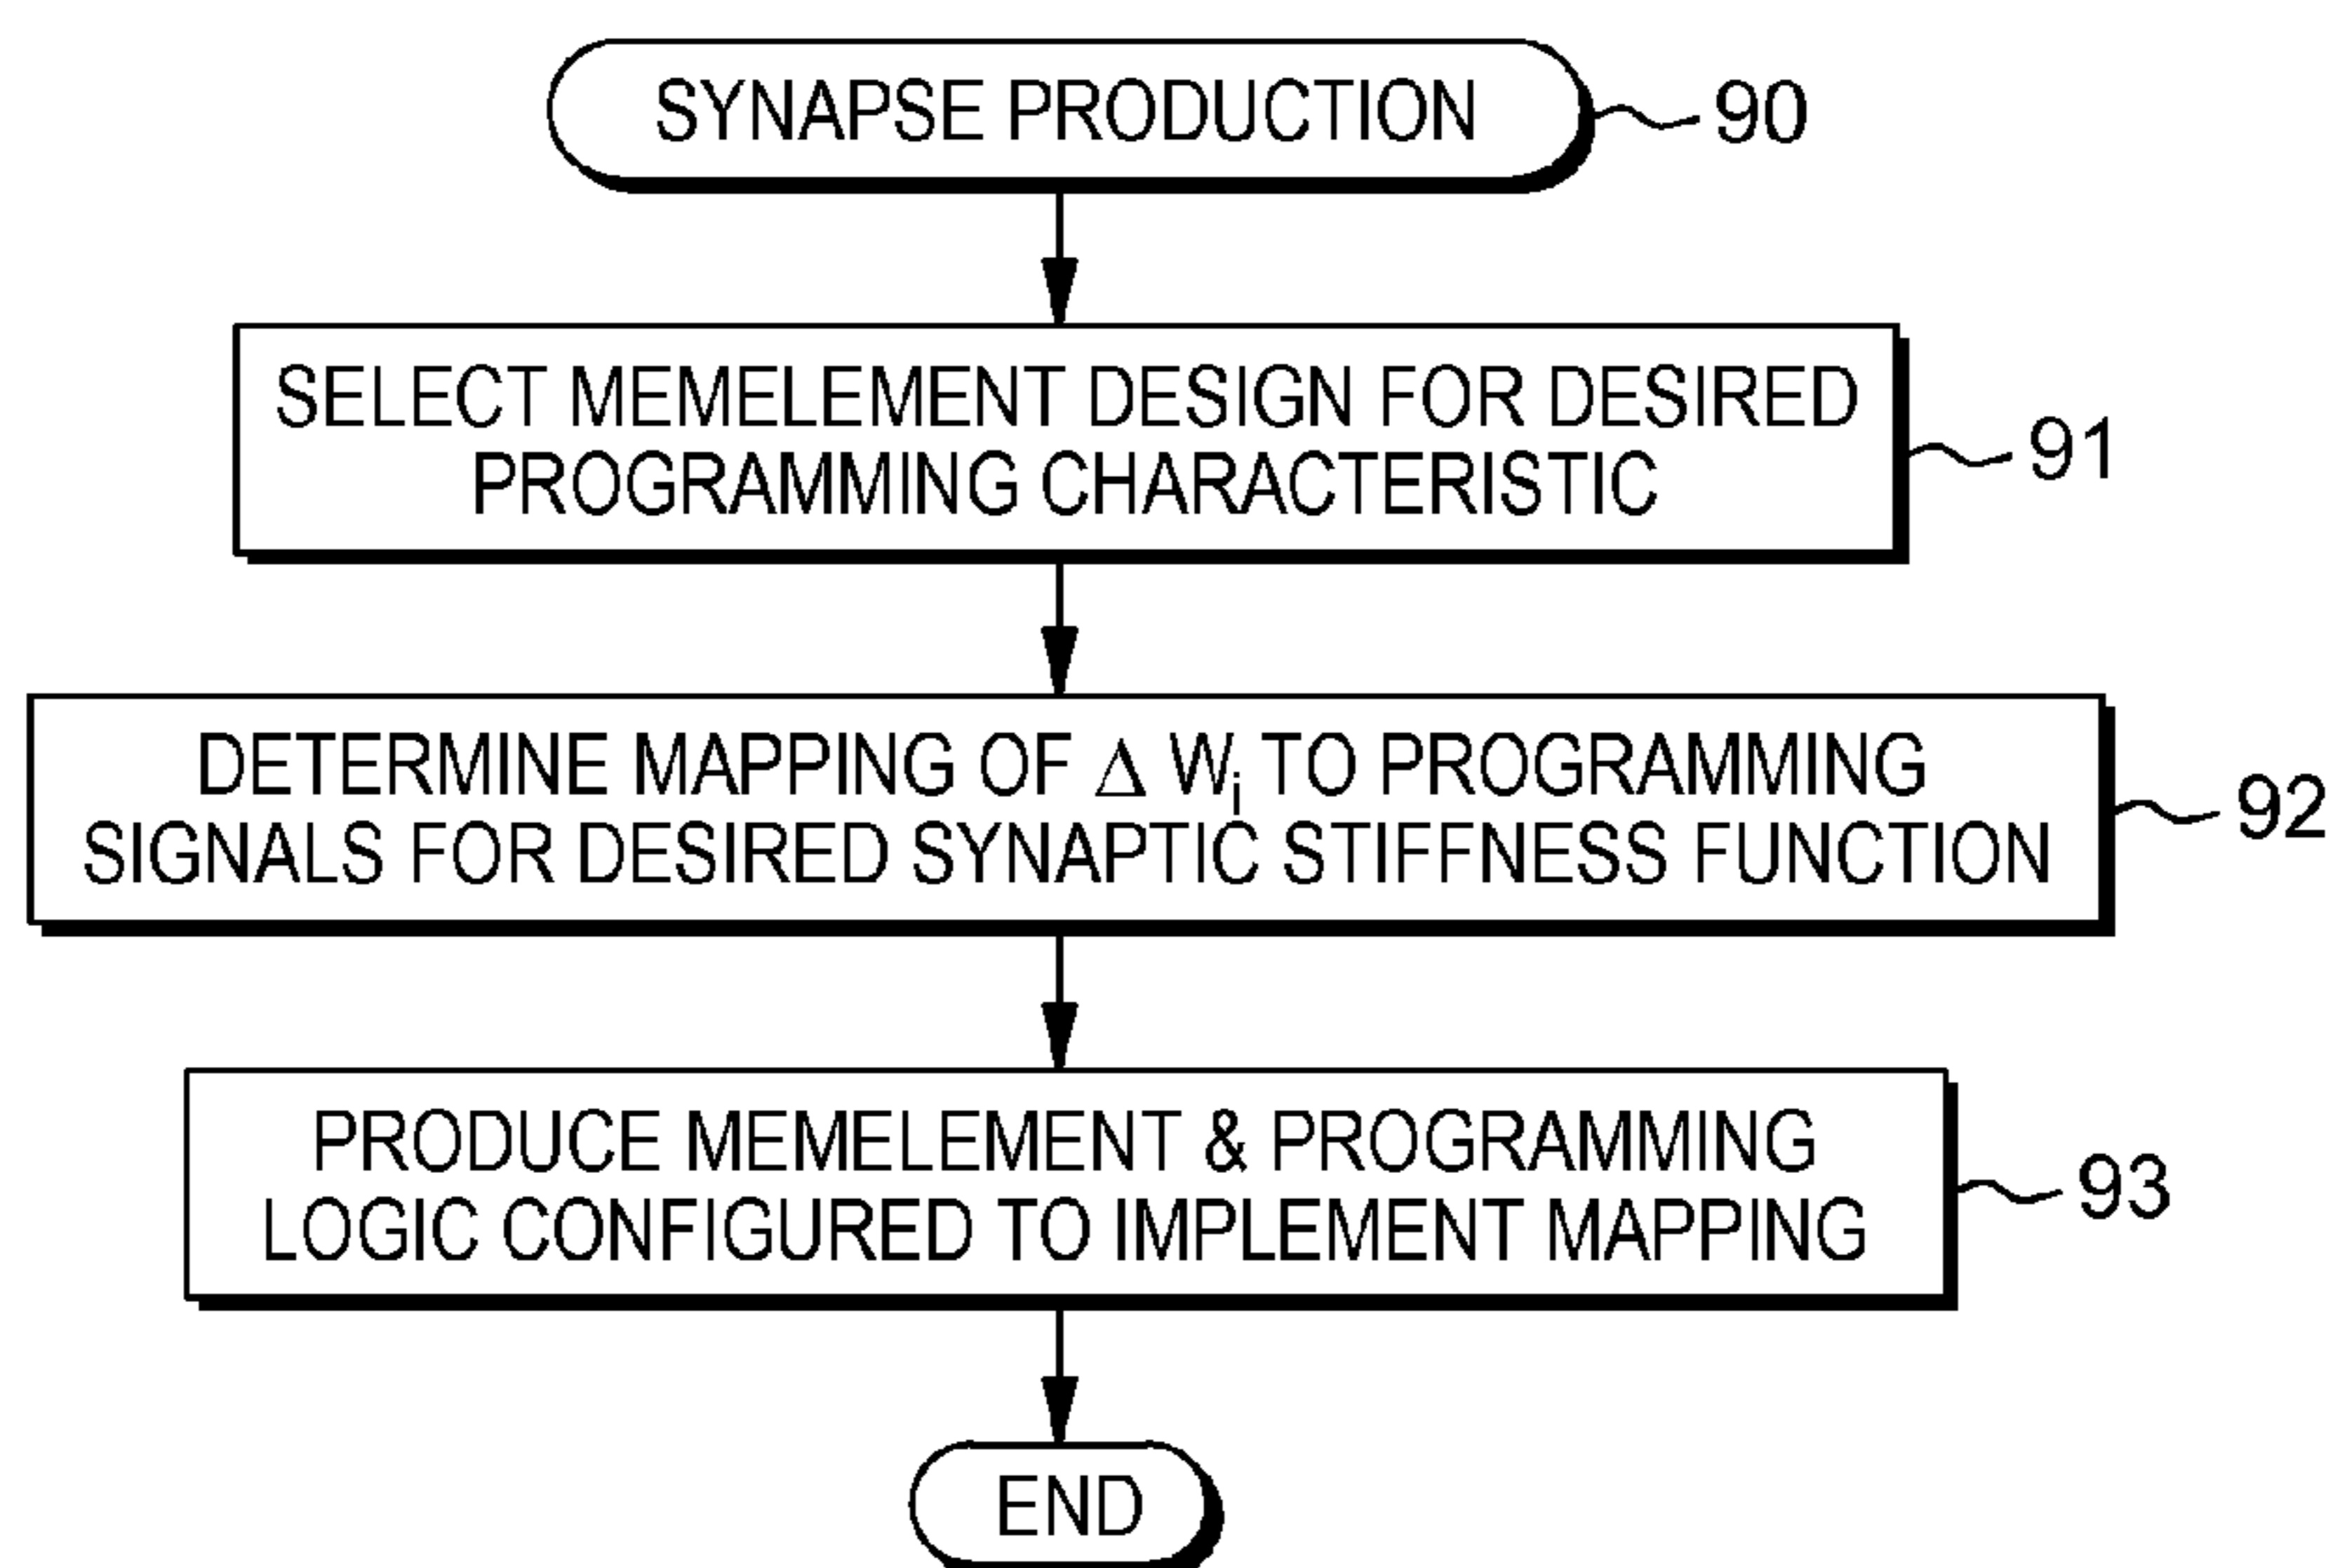 SYNAPSE PRODUCTION
90
SELECT MEMELEMENT DESIGN FOR DESIRED
PROGRAMMING CHARACTERISTIC
91
DETERMINE MAPPING OF Δ Wi TO PROGRAMMING
SIGNALS FOR DESIRED SYNAPTIC STIFFNESS FUNCTION
92
PRODUCE MEMELEMENT & PROGRAMMING
LOGIC CONFIGURED TO IMPLEMENT MAPPING
93
END